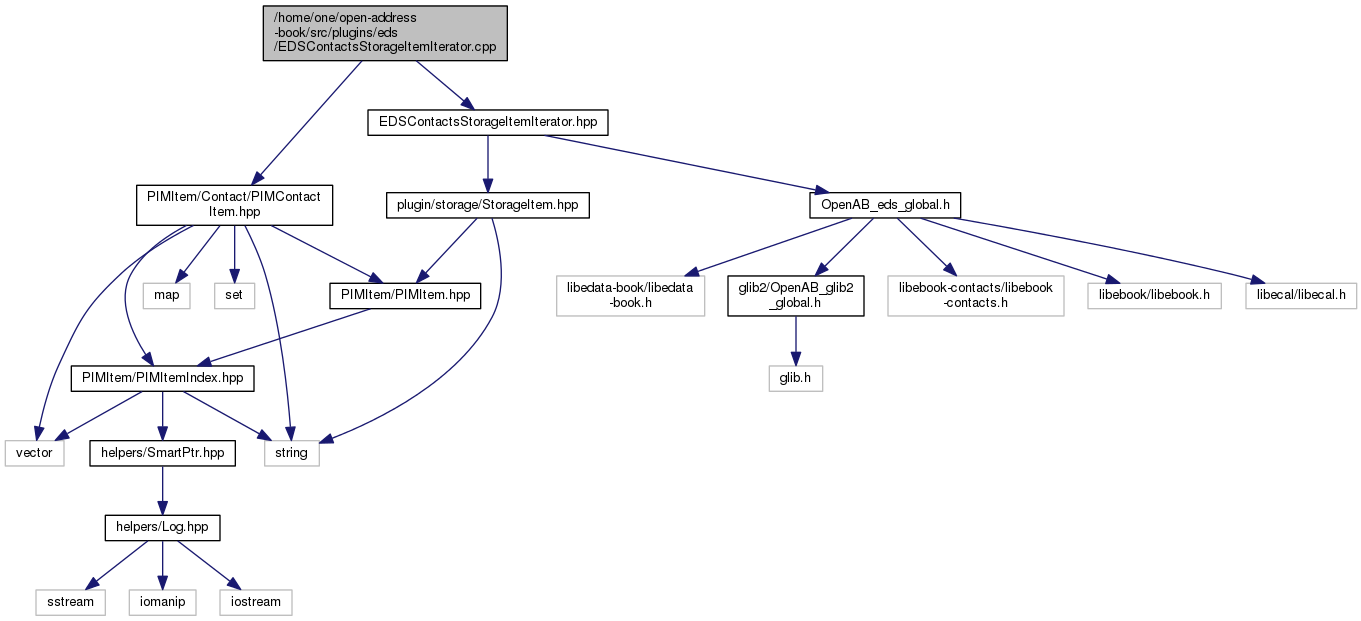 /home/one/open-address
-book/src/plugins/eds
/EDSContactsStorageItemIterator.cpp
EDSContactsStorageItemIterator.hpp
PIMItem/Contact/PIMContact
Item.hpp
plugin/storage/StorageItem.hpp
OpenAB_eds_global.h
map
set
PIMItem/PIMItem.hpp
libedata-book/libedata
-book.h
glib2/OpenAB_glib2
_global.h
libebook-contacts/libebook
-contacts.h
libebook/libebook.h
libecal/libecal.h
PIMItem/PIMItemIndex.hpp
glib.h
vector
helpers/SmartPtr.hpp
string
helpers/Log.hpp
sstream
iomanip
iostream